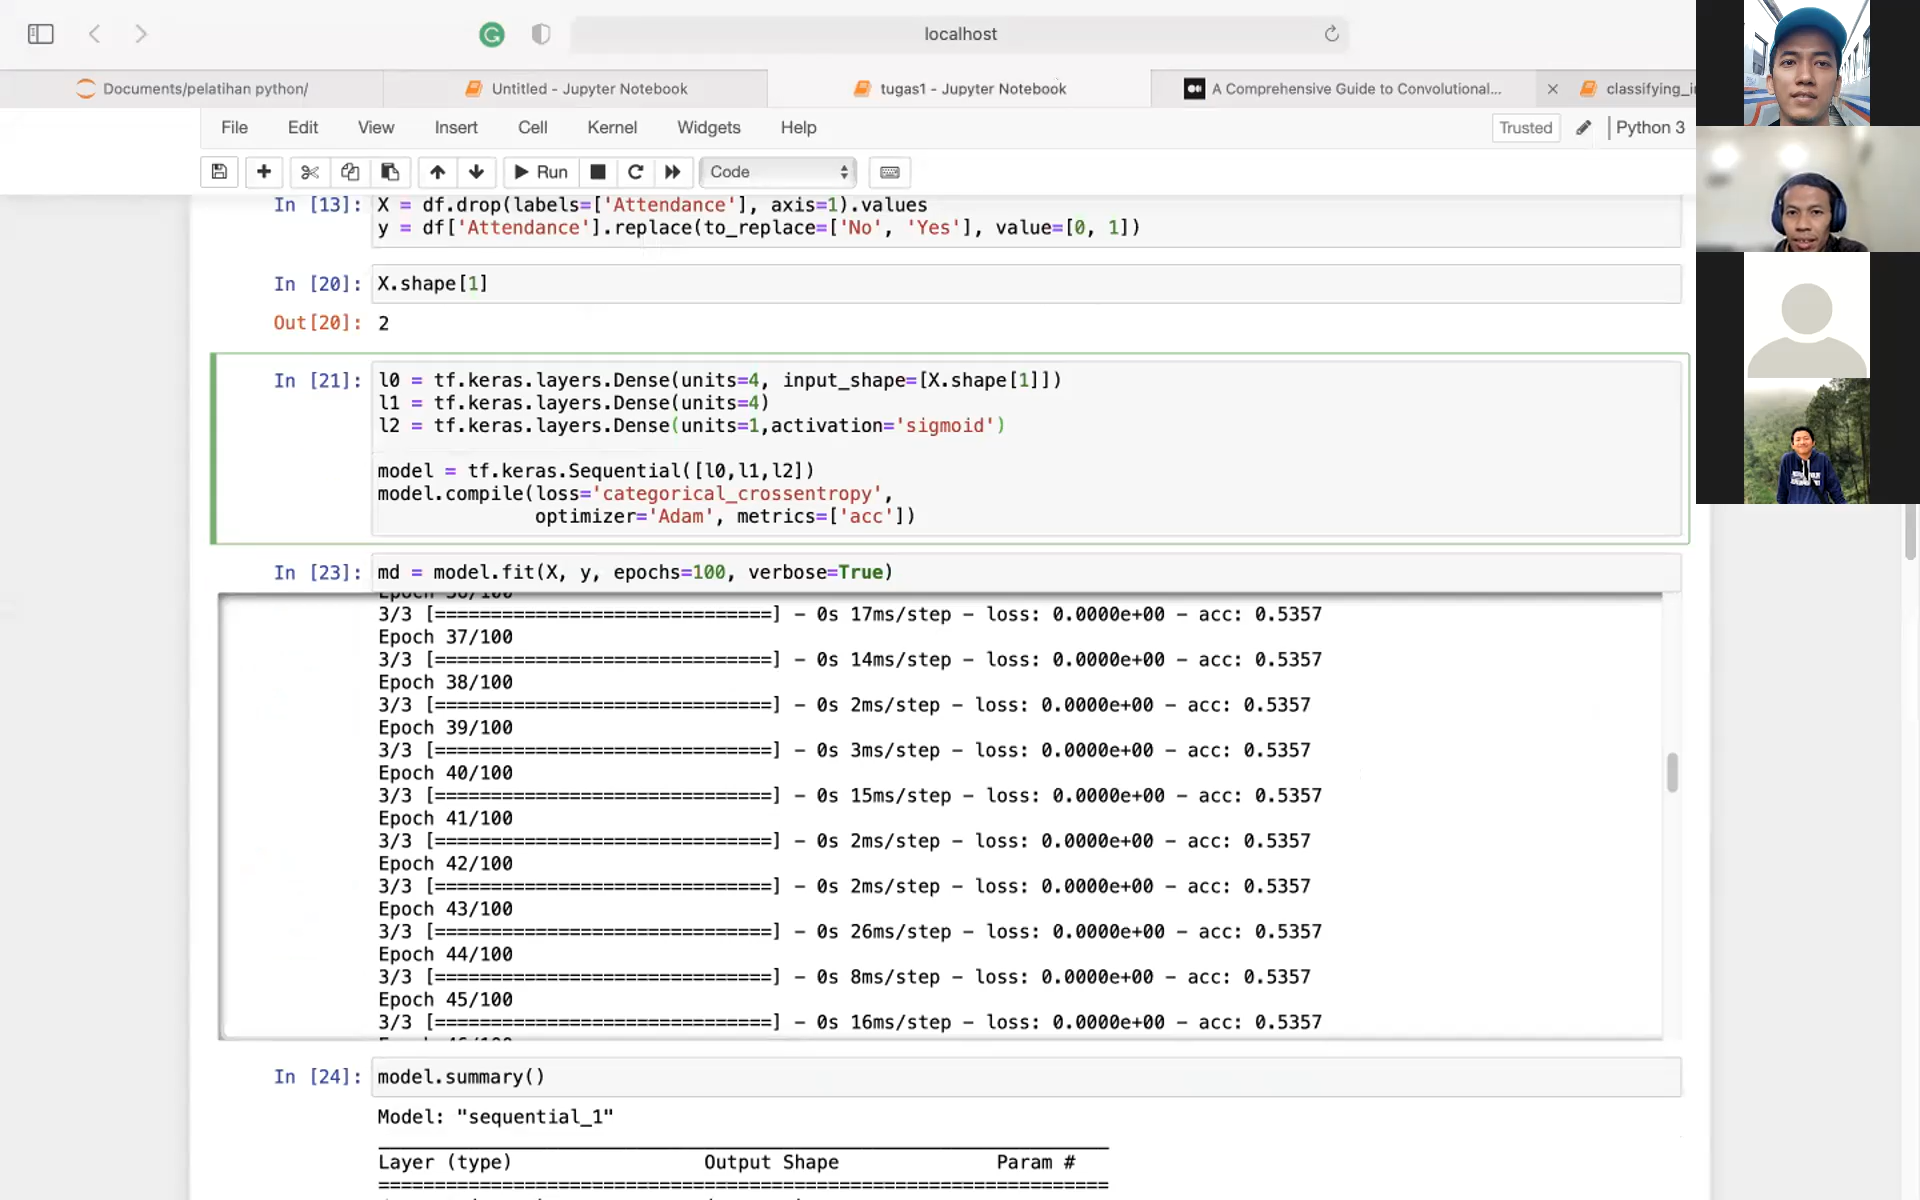 localhost
Documents/pelatihan python/
Untitled - Jupyter Notebook
tugas1 - Jupyter Notebook
A Comprehensive Guide to Convolutional...
File Edit View Insert Cell Kernel Widgets Help
Trusted
Python 3
Run
Code
In [13]: X = df.drop(labels=['Attendance'], axis=1).values
y = df['Attendance'].replace(to_replace=['No', 'Yes'], value=[0, 1])
In [20]: X.shape[1]
Out[20]: 2
In [21]: l0 = tf.keras.layers.Dense(units=4, input_shape=[X.shape[1]])
l1 = tf.keras.layers.Dense(units=4)
l2 = tf.keras.layers.Dense(units=1,activation='sigmoid')
model = tf.keras.Sequential([l0,l1,l2])
model.compile(loss='categorical_crossentropy',
optimizer='Adam', metrics=['acc'])
In [23]: md = model.fit(X, y, epochs=100, verbose=True)
3/3 [==============================] - 0s 17ms/step - loss: 0.0000e+00 - acc: 0.5357
Epoch 37/100
3/3 [==============================] - 0s 14ms/step - loss: 0.0000e+00 - acc: 0.5357
Epoch 38/100
3/3 [==============================] - 0s 2ms/step - loss: 0.0000e+00 - acc: 0.5357
Epoch 39/100
3/3 [==============================] - 0s 3ms/step - loss: 0.0000e+00 - acc: 0.5357
Epoch 40/100
3/3 [==============================] - 0s 15ms/step - loss: 0.0000e+00 - acc: 0.5357
Epoch 41/100
3/3 [==============================] - 0s 2ms/step - loss: 0.0000e+00 - acc: 0.5357
Epoch 42/100
3/3 [==============================] - 0s 2ms/step - loss: 0.0000e+00 - acc: 0.5357
Epoch 43/100
3/3 [==============================] - 0s 26ms/step - loss: 0.0000e+00 - acc: 0.5357
Epoch 44/100
3/3 [==============================] - 0s 8ms/step - loss: 0.0000e+00 - acc: 0.5357
Epoch 45/100
3/3 [==============================] - 0s 16ms/step - loss: 0.0000e+00 - acc: 0.5357
In [24]: model.summary()
Model: "sequential_1"
Layer (type) Output Shape Param #